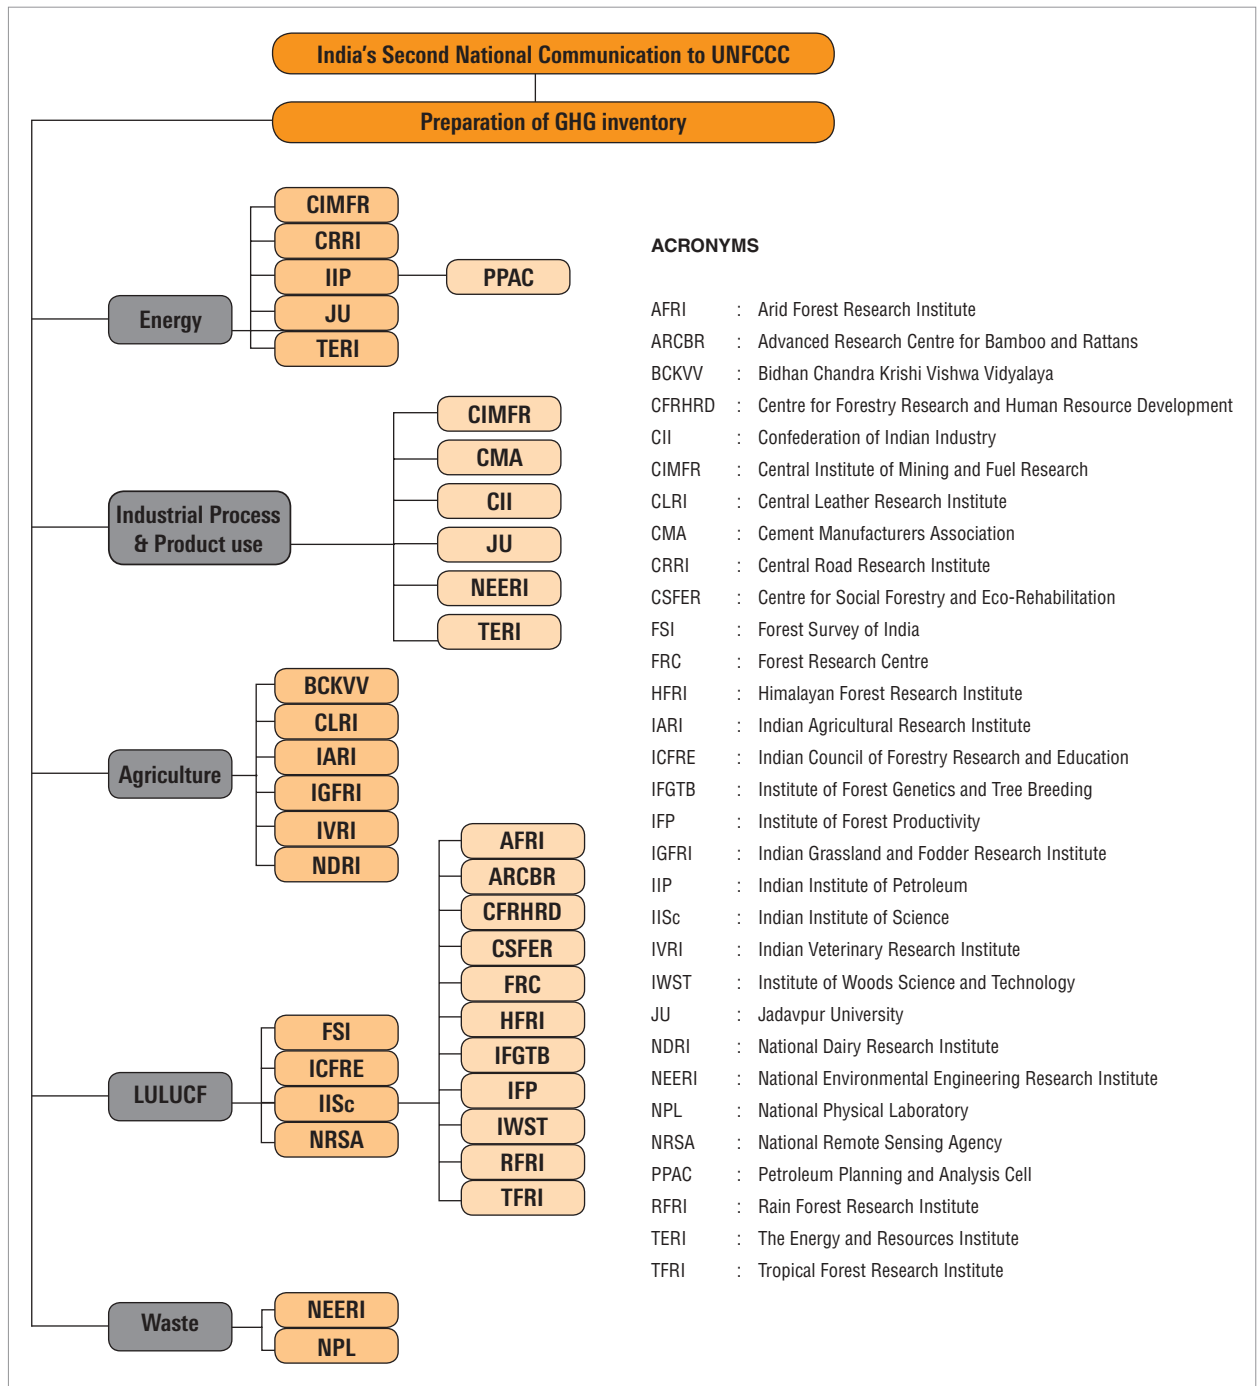 India's Second National Communication to UNFCCC
Preparation of GHG inventory
Energy
CIMFR
CRRI
IIP
JU
TERI
PPAC
Industrial Process
& Product use
CIMFR
CMA
CII
JU
NEERI
TERI
Agriculture
BCKVV
CLRI
IARI
IGFRI
IVRI
NDRI
LULUCF
FSI
ICFRE
IISc
NRSA
AFRI
ARCBR
CFRHRD
CSFER
FRC
HFRI
IFGTB
IFP
IWST
RFRI
TFRI
Waste
NEERI
NPL
ACRONYMS
AFRI : Arid Forest Research Institute
ARCBR : Advanced Research Centre for Bamboo and Rattans
BCKVV : Bidhan Chandra Krishi Vishwa Vidyalaya
CFRHRD : Centre for Forestry Research and Human Resource Development
CII : Confederation of Indian Industry
CIMFR : Central Institute of Mining and Fuel Research
CLRI : Central Leather Research Institute
CMA : Cement Manufacturers Association
CRRI : Central Road Research Institute
CSFER : Centre for Social Forestry and Eco-Rehabilitation
FSI : Forest Survey of India
FRC : Forest Research Centre
HFRI : Himalayan Forest Research Institute
IARI : Indian Agricultural Research Institute
ICFRE : Indian Council of Forestry Research and Education
IFGTB : Institute of Forest Genetics and Tree Breeding
IFP : Institute of Forest Productivity
IGFRI : Indian Grassland and Fodder Research Institute
IIP : Indian Institute of Petroleum
IISc : Indian Institute of Science
IVRI : Indian Veterinary Research Institute
IWST : Institute of Woods Science and Technology
JU : Jadavpur University
NDRI : National Dairy Research Institute
NEERI : National Environmental Engineering Research Institute
NPL : National Physical Laboratory
NRSA : National Remote Sensing Agency
PPAC : Petroleum Planning and Analysis Cell
RFRI : Rain Forest Research Institute
TERI : The Energy and Resources Institute
TFRI : Tropical Forest Research Institute